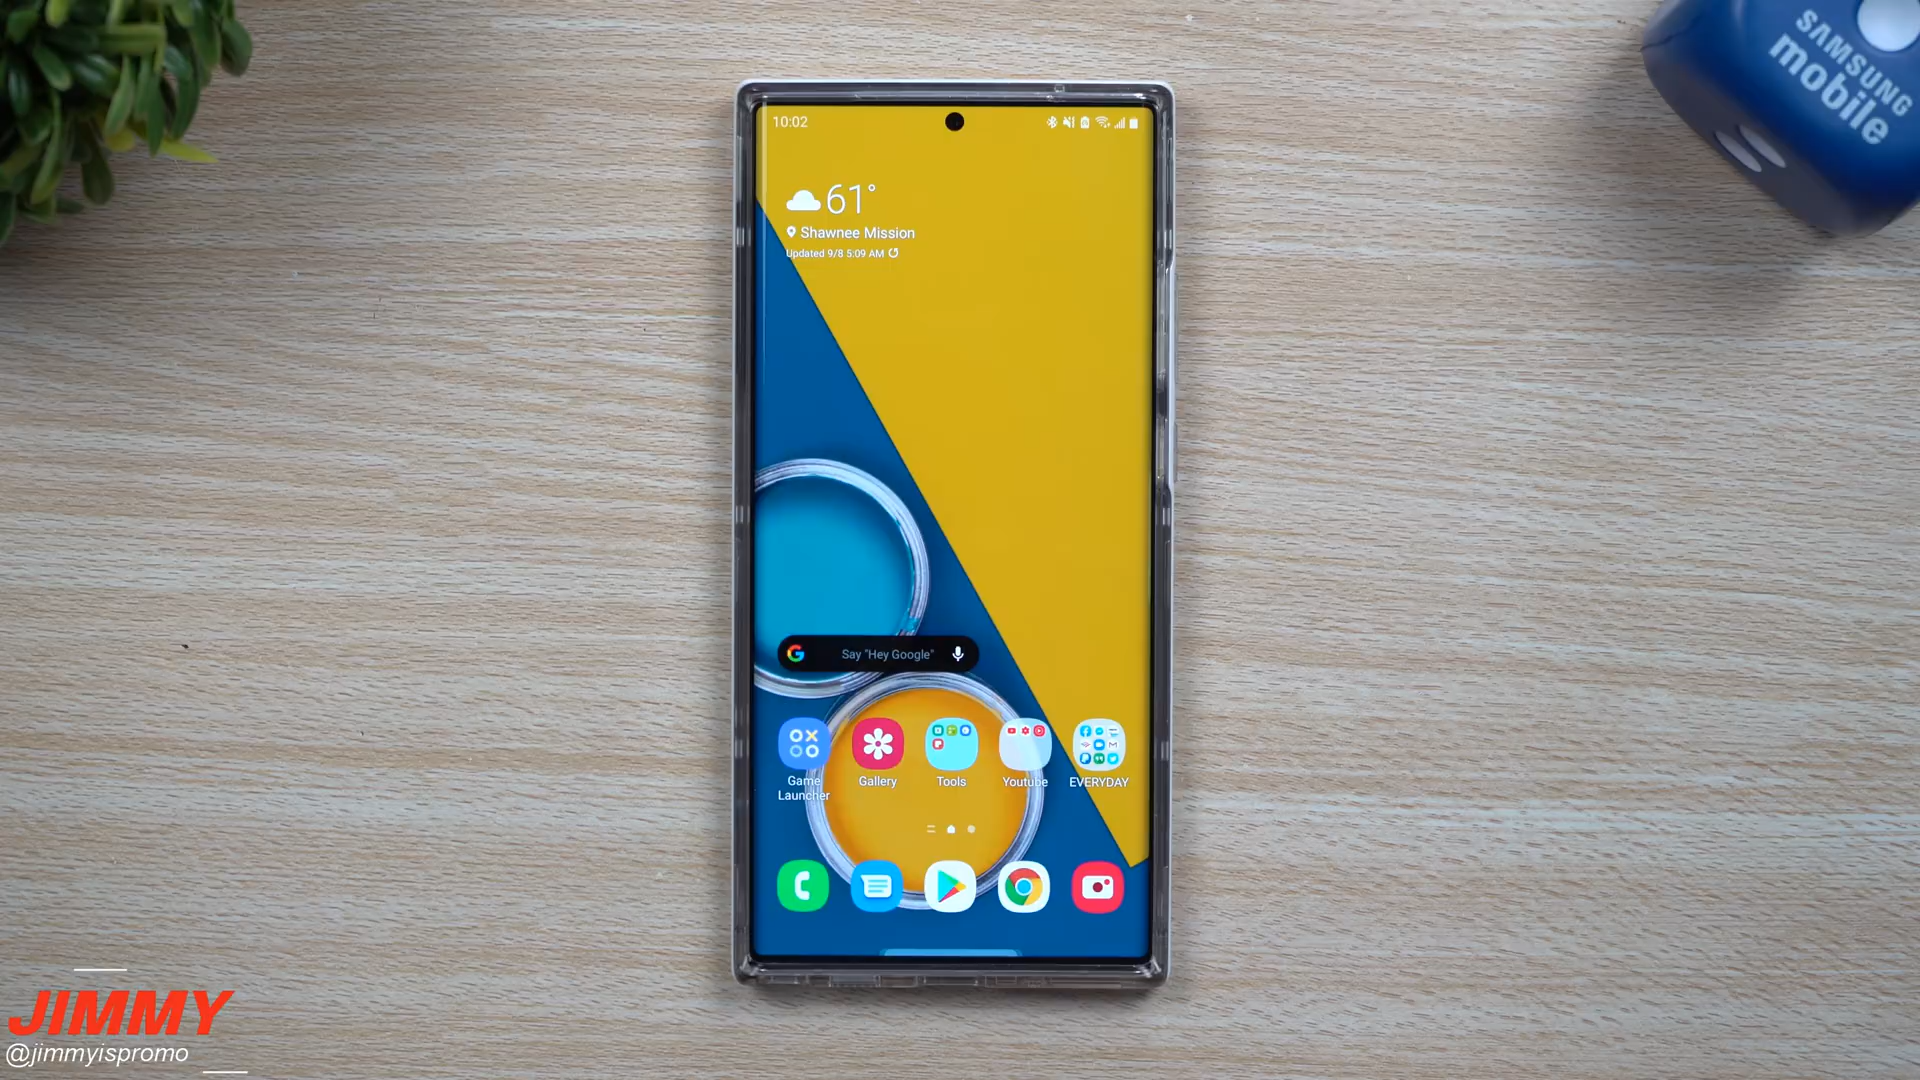 SAMSUNG
mobile
10:02
61°
Shawnee Mission
Updated 9/8 5:09 AM
Say "Hey Google"
Game
Launcher
Gallery
Tools
Youtube
EVERYDAY
JIMMY
@jimmyispromo